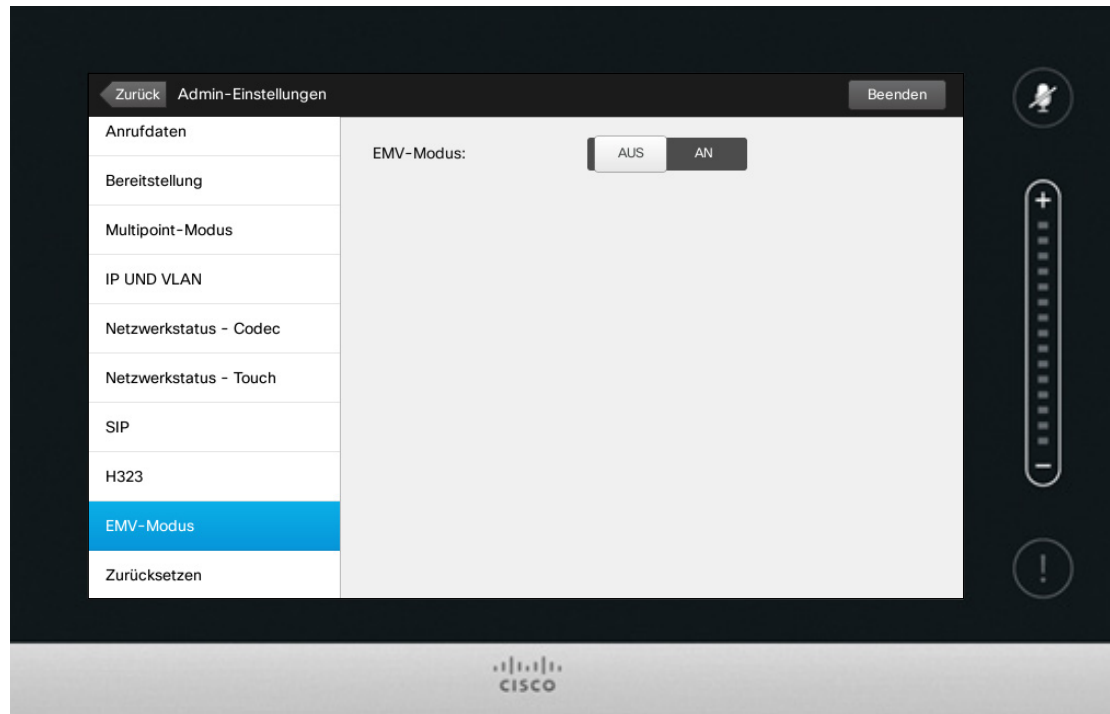 Zurück Admin-Einstellungen Beenden
Anrufdaten
Bereitstellung
Multipoint-Modus
IP UND VLAN
Netzwerkstatus - Codec
Netzwerkstatus - Touch
SIP
H323
EMV-Modus
Zurücksetzen
EMV-Modus: AUS AN
+
−
!
CISCO